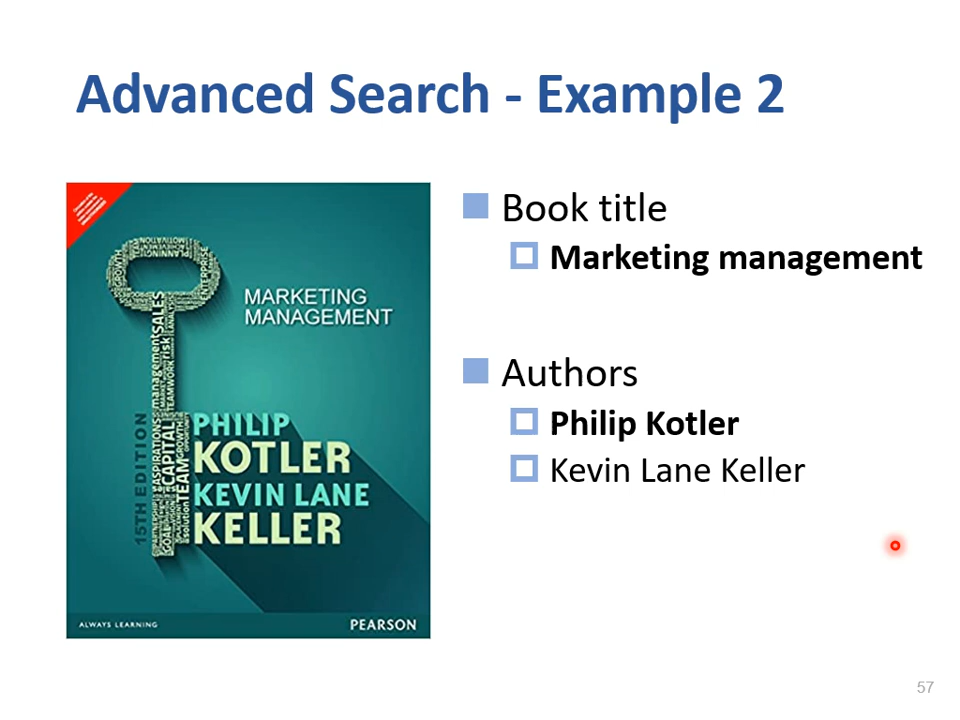 Advanced Search - Example 2
Book title
Marketing management
Authors
Philip Kotler
Kevin Lane Keller
MARKETING
MANAGEMENT
15TH EDITION
PHILIP
KOTLER
KEVIN LANE
KELLER
ALWAYS LEARNING
PEARSON
57